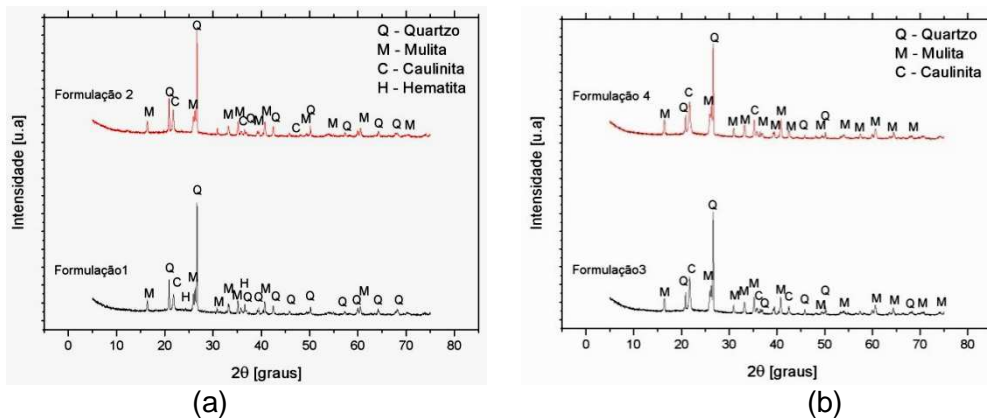 Q - Quartzo
M - Mulita
C - Caulinita
H - Hematita
Formulação 2
M Q C M Q M M M C Q M M Q M C M Q M Q M Q Q M
Formulação1
M Q C H M Q M M M H Q Q M Q Q Q Q Q M Q Q
Intensidade [u.a]
0 10 20 30 40 50 60 70 80
2θ [graus]
(a)
Q - Quartzo
M - Mulita
C - Caulinita
Formulação 4
M Q C M Q M M C M M M M Q M Q M M M M M
Formulação3
M Q C M Q M M M C Q M C Q M Q M M M Q M M
Intensidade [u.a]
0 10 20 30 40 50 60 70 80
2θ [graus]
(b)